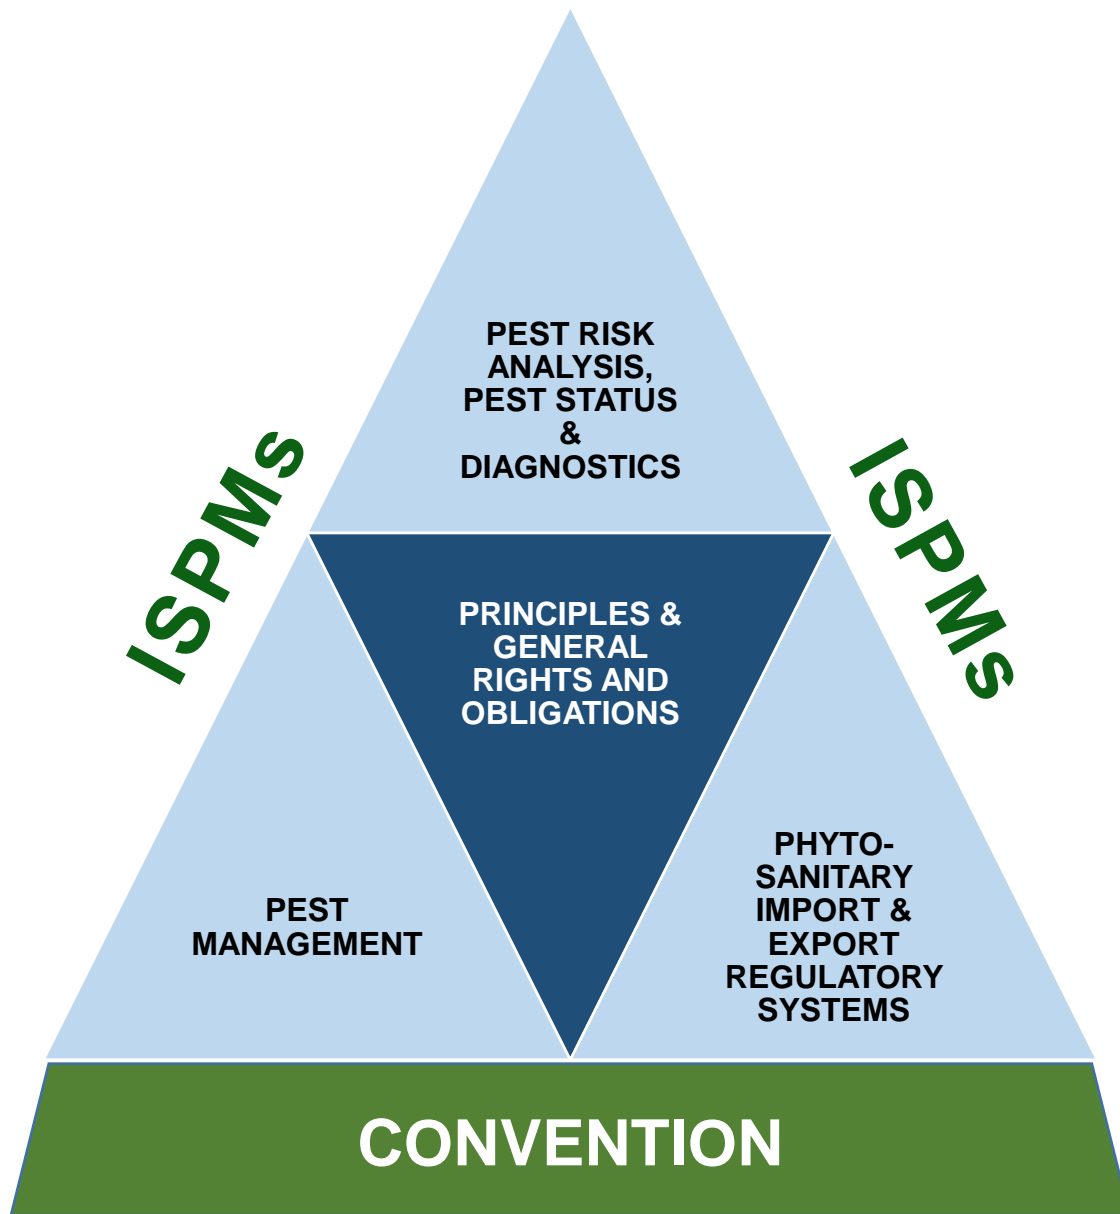 PEST RISK
ANALYSIS,
PEST STATUS
&
DIAGNOSTICS
ISPMs
ISPMs
PRINCIPLES &
GENERAL
RIGHTS AND
OBLIGATIONS
PEST
MANAGEMENT
PHYTO-
SANITARY
IMPORT &
EXPORT
REGULATORY
SYSTEMS
CONVENTION